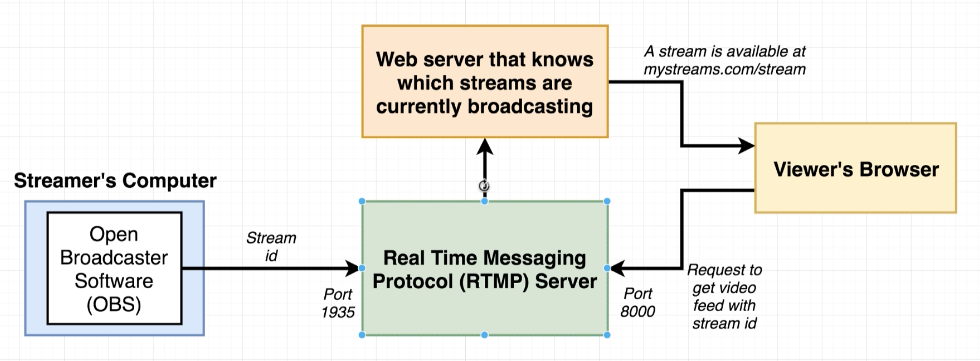 Web server that knows
which streams are
currently broadcasting
A stream is available at
mystreams.com/stream
Viewer's Browser
Streamer's Computer
Open
Broadcaster
Software
(OBS)
Stream
id
Port
1935
Real Time Messaging
Protocol (RTMP) Server
Port
8000
Request to
get video
feed with
stream id